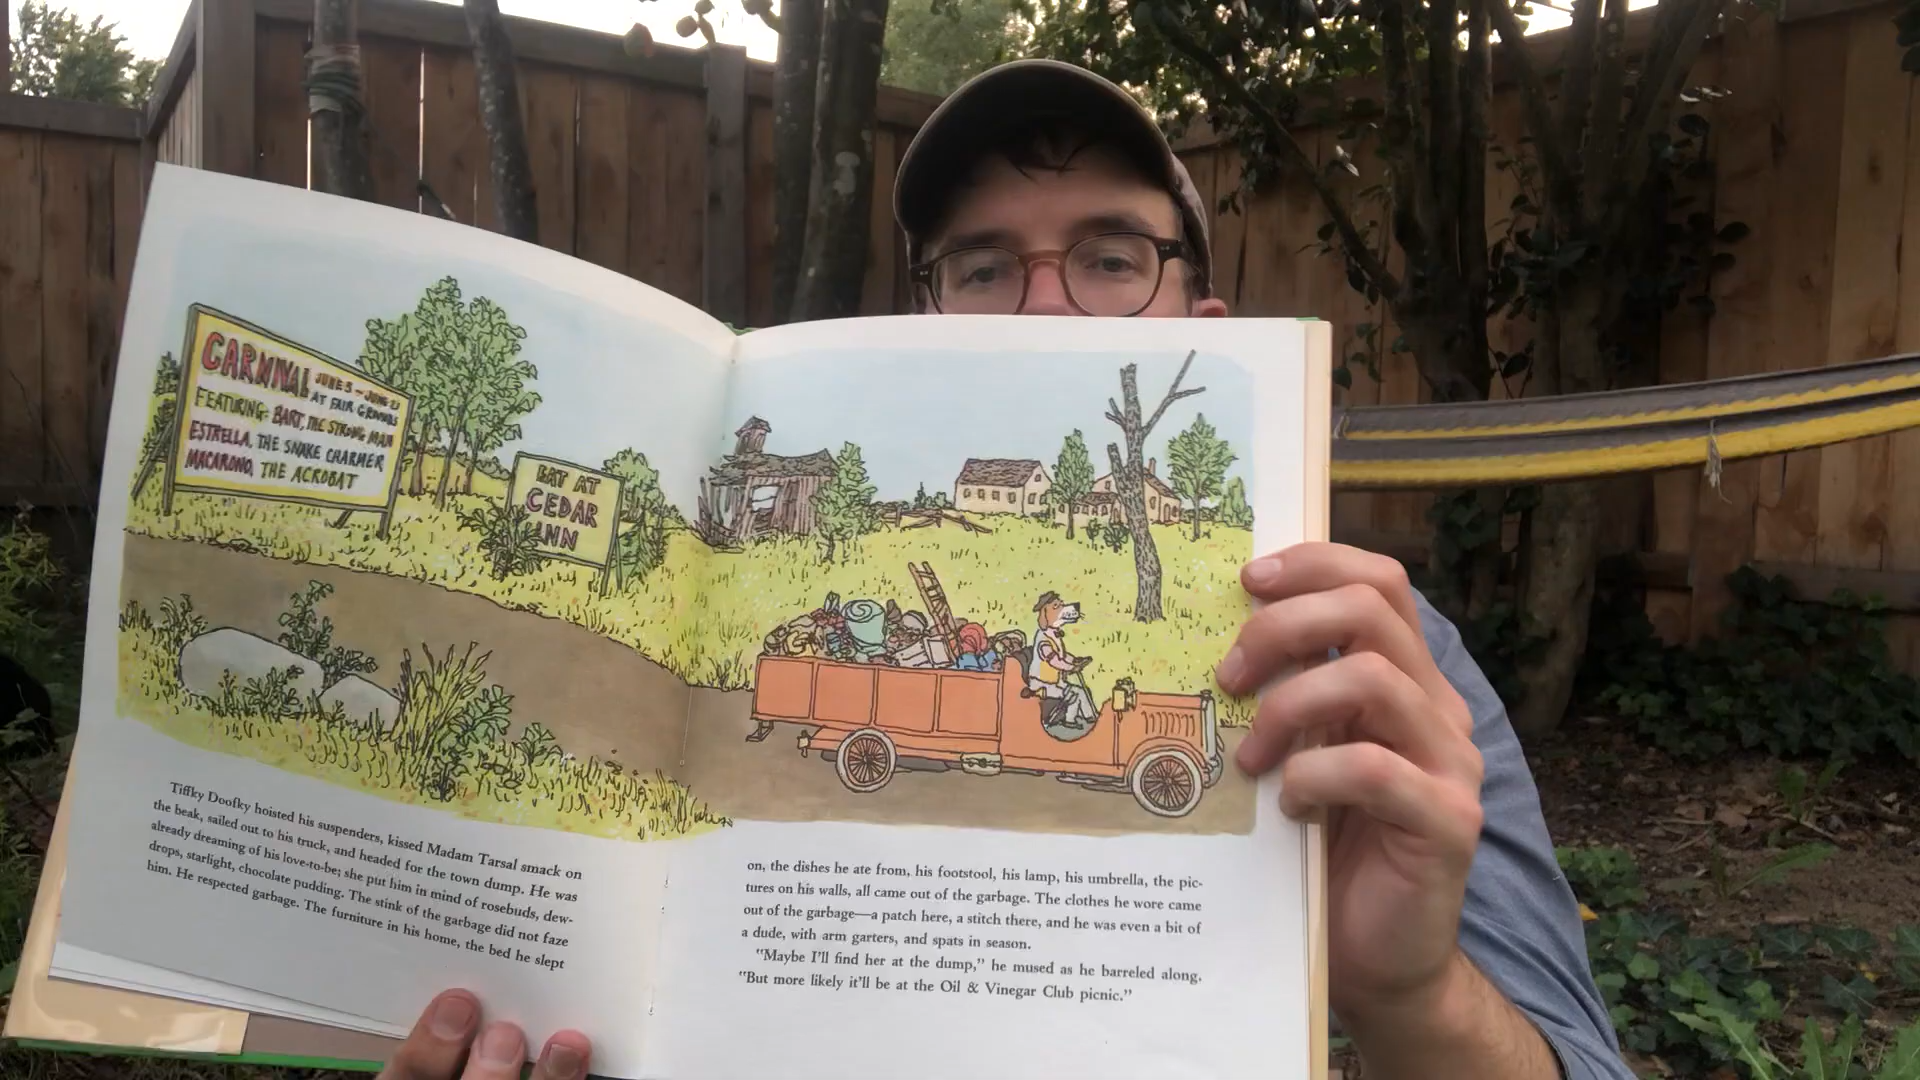 CARNIVAL JUNE 5 - JUNE 23
AT FAIR GROUNDS
FEATURING: BART, THE STRONG MAN
ESTRELLA, THE SNAKE CHARMER
MACARONO, THE ACROBAT
EAT AT
CEDAR
INN
Tiffky Doofky hoisted his suspenders, kissed Madam Tarsal smack on
the beak, sailed out to his truck, and headed for the town dump. He was
already dreaming of his love-to-be; she put him in mind of rosebuds, dew-
drops, starlight, chocolate pudding. The stink of the garbage did not faze
him. He respected garbage. The furniture in his home, the bed he slept
on, the dishes he ate from, his footstool, his lamp, his umbrella, the pic-
tures on his walls, all came out of the garbage. The clothes he wore came
out of the garbage—a patch here, a stitch there, and he was even a bit of
a dude, with arm garters, and spats in season.
"Maybe I'll find her at the dump," he mused as he barreled along.
"But more likely it'll be at the Oil & Vinegar Club picnic."